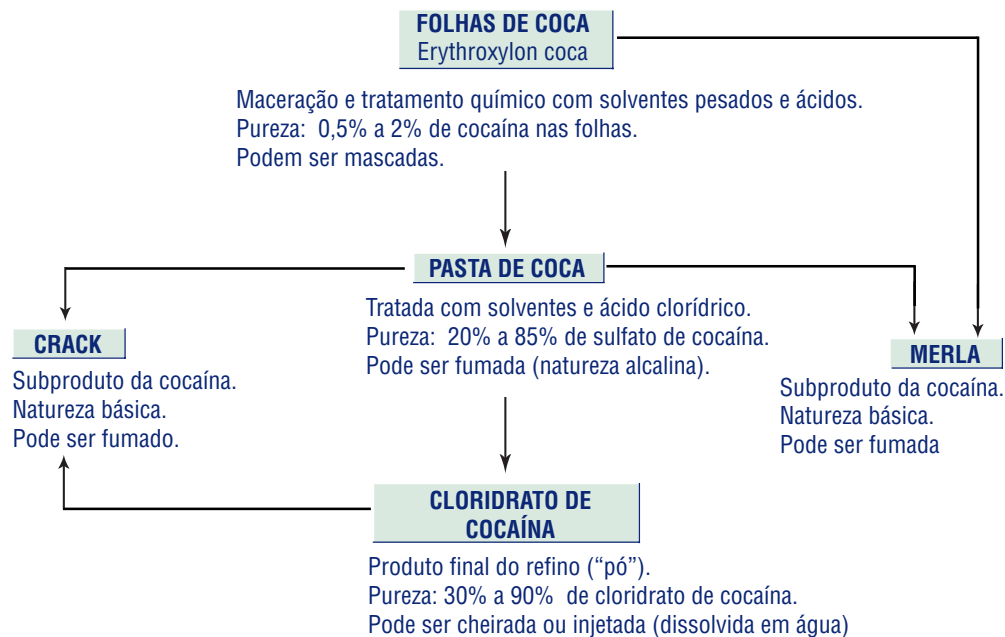 FOLHAS DE COCA
Erythroxylon coca
Maceração e tratamento químico com solventes pesados e ácidos.
Pureza: 0,5% a 2% de cocaína nas folhas.
Podem ser mascadas.
PASTA DE COCA
Tratada com solventes e ácido clorídrico.
Pureza: 20% a 85% de sulfato de cocaína.
Pode ser fumada (natureza alcalina).
CRACK
Subproduto da cocaína.
Natureza básica.
Pode ser fumado.
MERLA
Subproduto da cocaína.
Natureza básica.
Pode ser fumada
CLORIDRATO DE
COCAÍNA
Produto final do refino (“pó”).
Pureza: 30% a 90% de cloridrato de cocaína.
Pode ser cheirada ou injetada (dissolvida em água)